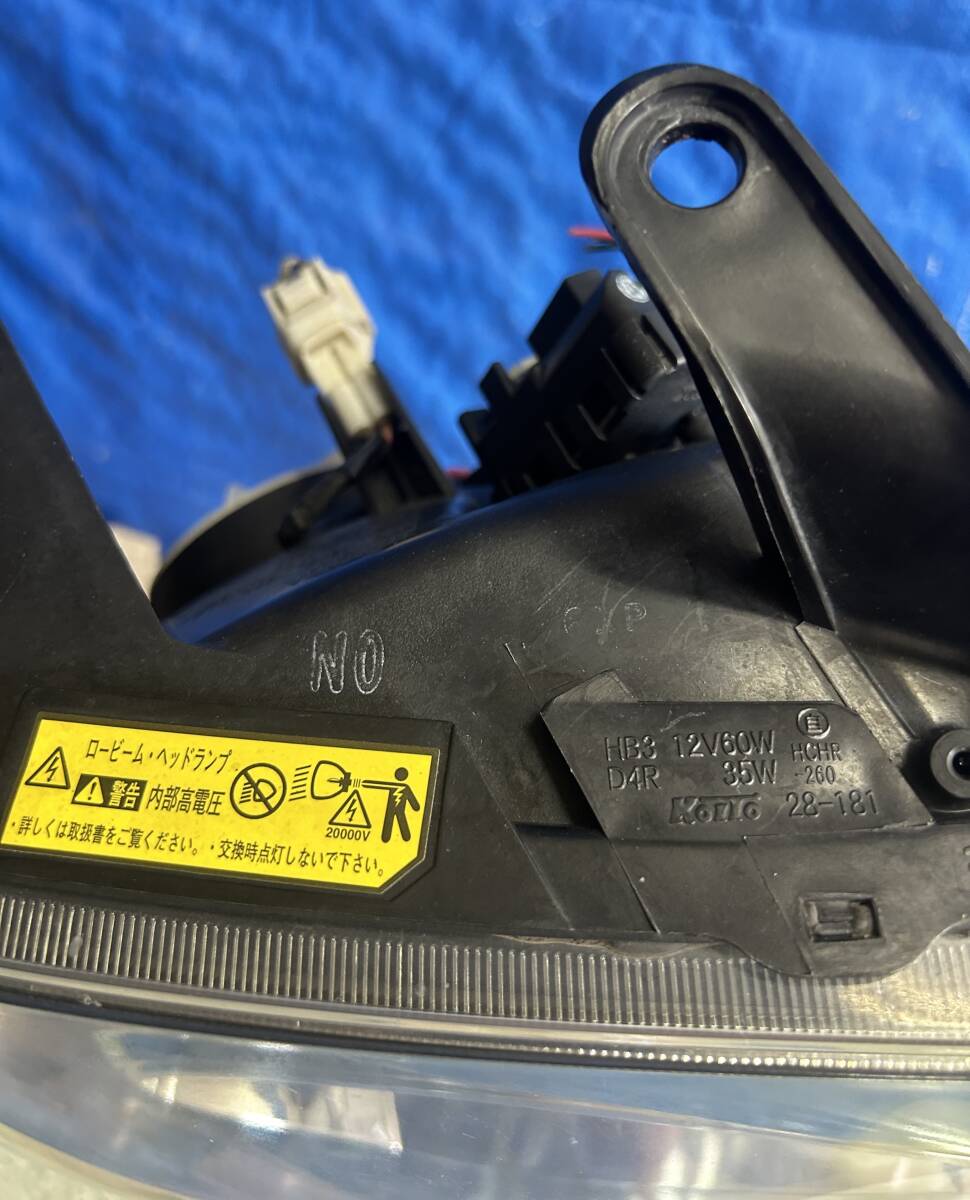 NO
ロービーム・ヘッドランプ
警告 内部高電圧
20000V
・詳しくは取扱書をご覧ください。・交換時点灯しないで下さい。
HB3 12V60W
D4R 35W
自
HCHR
-260
KOITO 28-181